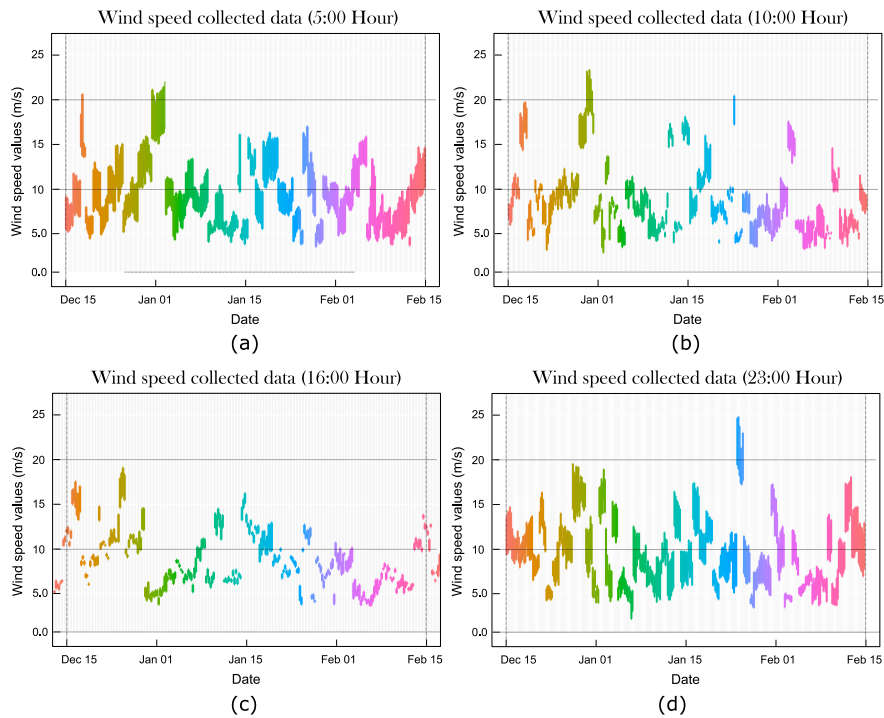 Wind speed collected data (5:00 Hour)
Wind speed values (m/s)
25
20
15
10
5.0
0.0
Dec 15 Jan 01 Jan 15 Feb 01 Feb 15
Date
(a)
Wind speed collected data (10:00 Hour)
Wind speed values (m/s)
25
20
15
10
5.0
0.0
Dec 15 Jan 01 Jan 15 Feb 01 Feb 15
Date
(b)
Wind speed collected data (16:00 Hour)
Wind speed values (m/s)
25
20
15
10
5.0
0.0
Dec 15 Jan 01 Jan 15 Feb 01 Feb 15
Date
(c)
Wind speed collected data (23:00 Hour)
Wind speed values (m/s)
25
20
15
10
5.0
0.0
Dec 15 Jan 01 Jan 15 Feb 01 Feb 15
Date
(d)